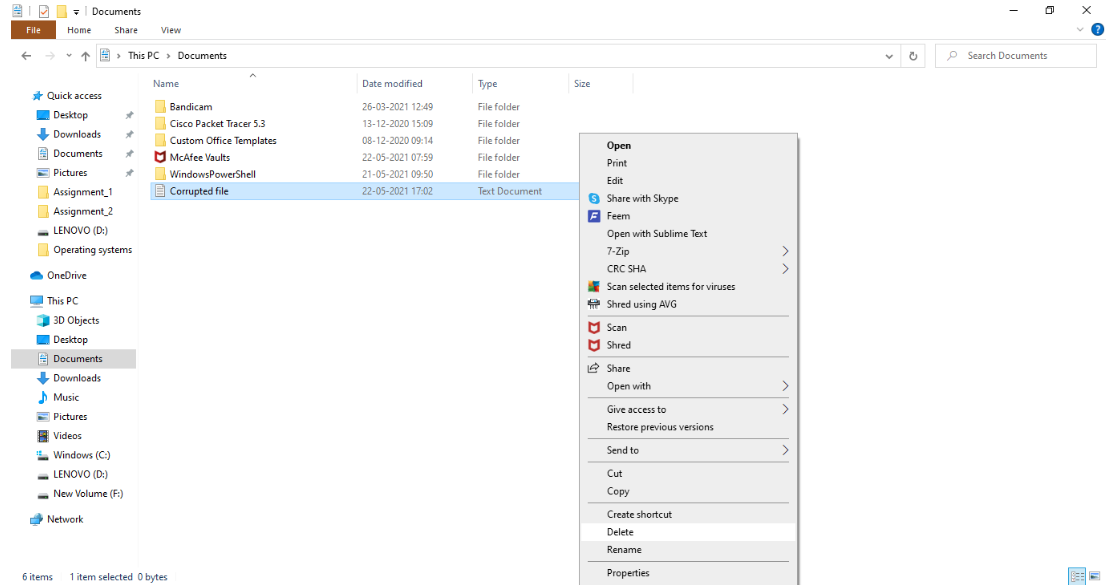 Documents
File Home Share View
This PC › Documents
Search Documents
Name Date modified Type Size
Quick access
Desktop
Downloads
Documents
Pictures
Assignment_1
Assignment_2
LENOVO (D:)
Operating systems
OneDrive
This PC
3D Objects
Desktop
Documents
Downloads
Music
Pictures
Videos
Windows (C:)
LENOVO (D:)
New Volume (F:)
Network
Bandicam 26-03-2021 12:49 File folder
Cisco Packet Tracer 5.3 13-12-2020 15:09 File folder
Custom Office Templates 08-12-2020 09:14 File folder
McAfee Vaults 22-05-2021 07:59 File folder
WindowsPowerShell 21-05-2021 09:50 File folder
Corrupted file 22-05-2021 17:02 Text Document
Open
Print
Edit
Share with Skype
Feem
Open with Sublime Text
7-Zip
CRC SHA
Scan selected items for viruses
Shred using AVG
Scan
Shred
Share
Open with
Give access to
Restore previous versions
Send to
Cut
Copy
Create shortcut
Delete
Rename
Properties
6 items 1 item selected 0 bytes